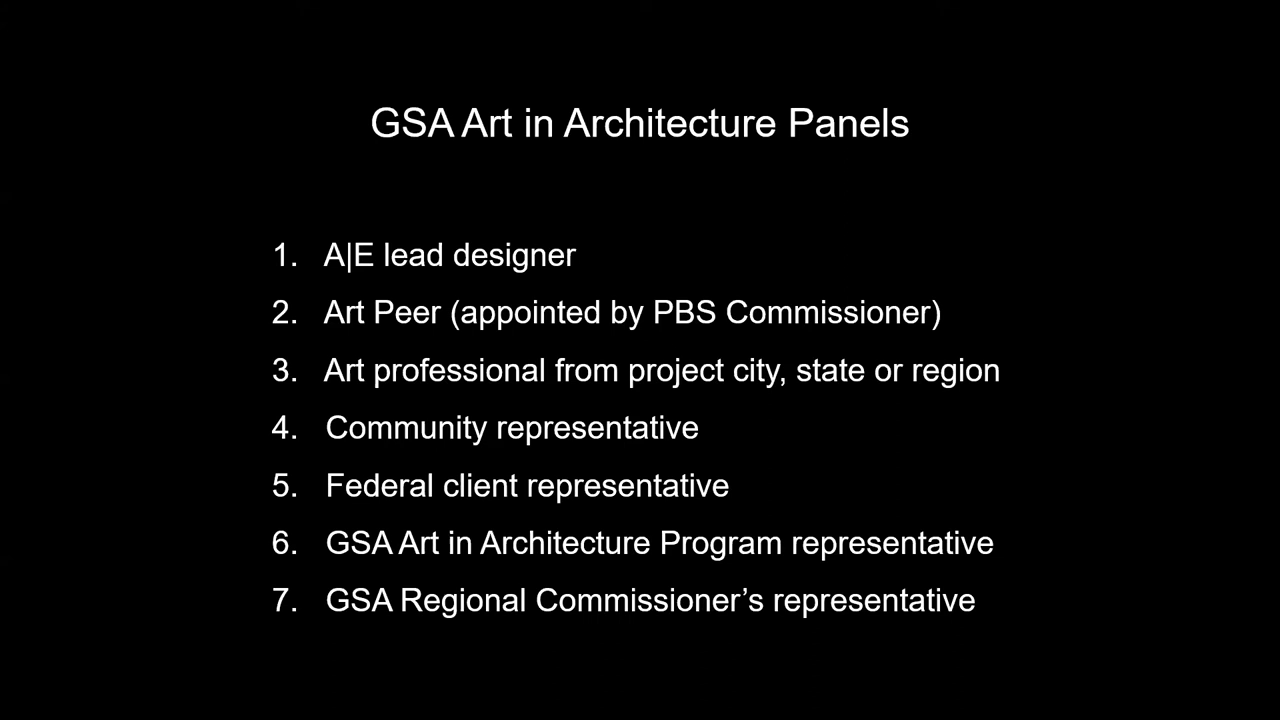 GSA Art in Architecture Panels
1. A|E lead designer
2. Art Peer (appointed by PBS Commissioner)
3. Art professional from project city, state or region
4. Community representative
5. Federal client representative
6. GSA Art in Architecture Program representative
7. GSA Regional Commissioner’s representative